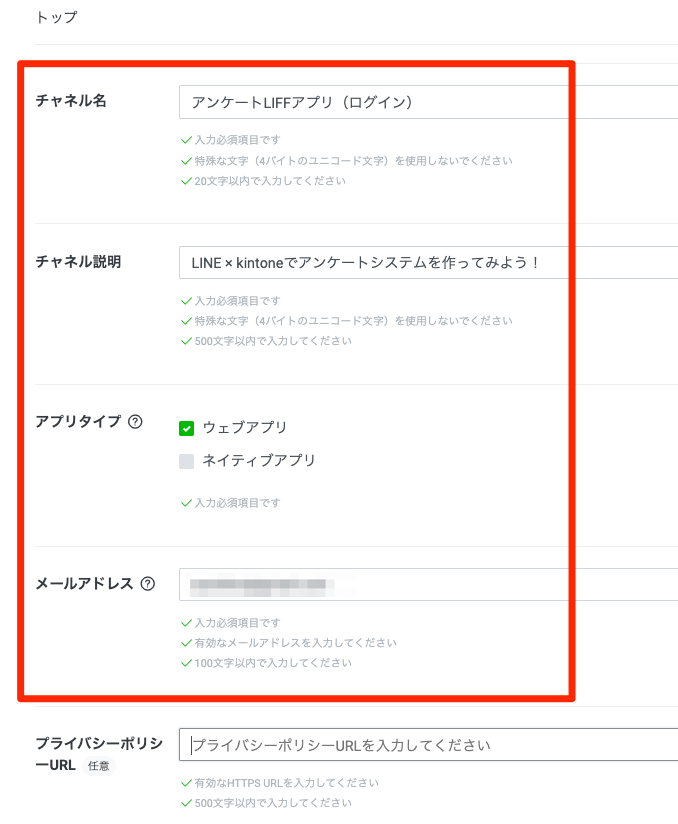 トップ
チャネル名
アンケートLIFFアプリ（ログイン）
入力必須項目です
特殊な文字（4バイトのユニコード文字）を使用しないでください
20文字以内で入力してください
チャネル説明
LINE × kintoneでアンケートシステムを作ってみよう！
入力必須項目です
特殊な文字（4バイトのユニコード文字）を使用しないでください
500文字以内で入力してください
アプリタイプ ?
ウェブアプリ
ネイティブアプリ
入力必須項目です
メールアドレス ?
入力必須項目です
有効なメールアドレスを入力してください
100文字以内で入力してください
プライバシーポリシ
ーURL 任意
プライバシーポリシーURLを入力してください
有効なHTTPS URLを入力してください
500文字以内で入力してください